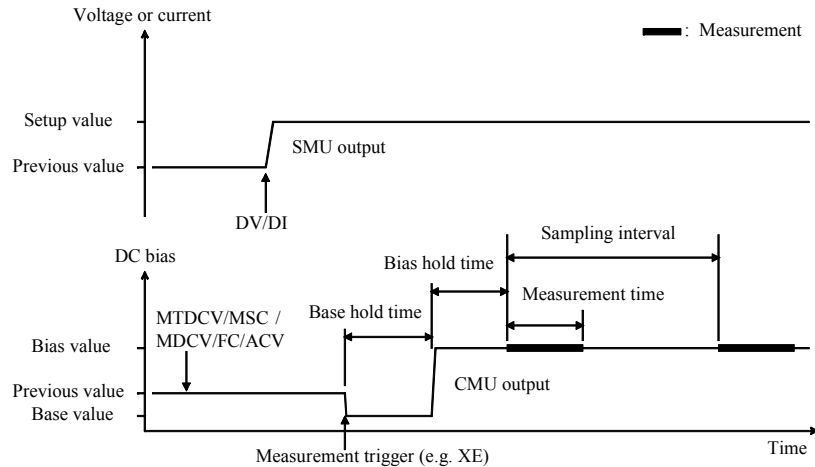 Voltage or current
: Measurement
Setup value
SMU output
Previous value
DV/DI
Sampling interval
DC bias
Bias hold time
Measurement time
MTDCV/MSC /
MDCV/FC/ACV
Base hold time
Bias value
CMU output
Previous value
Base value
Time
Measurement trigger (e.g. XE)